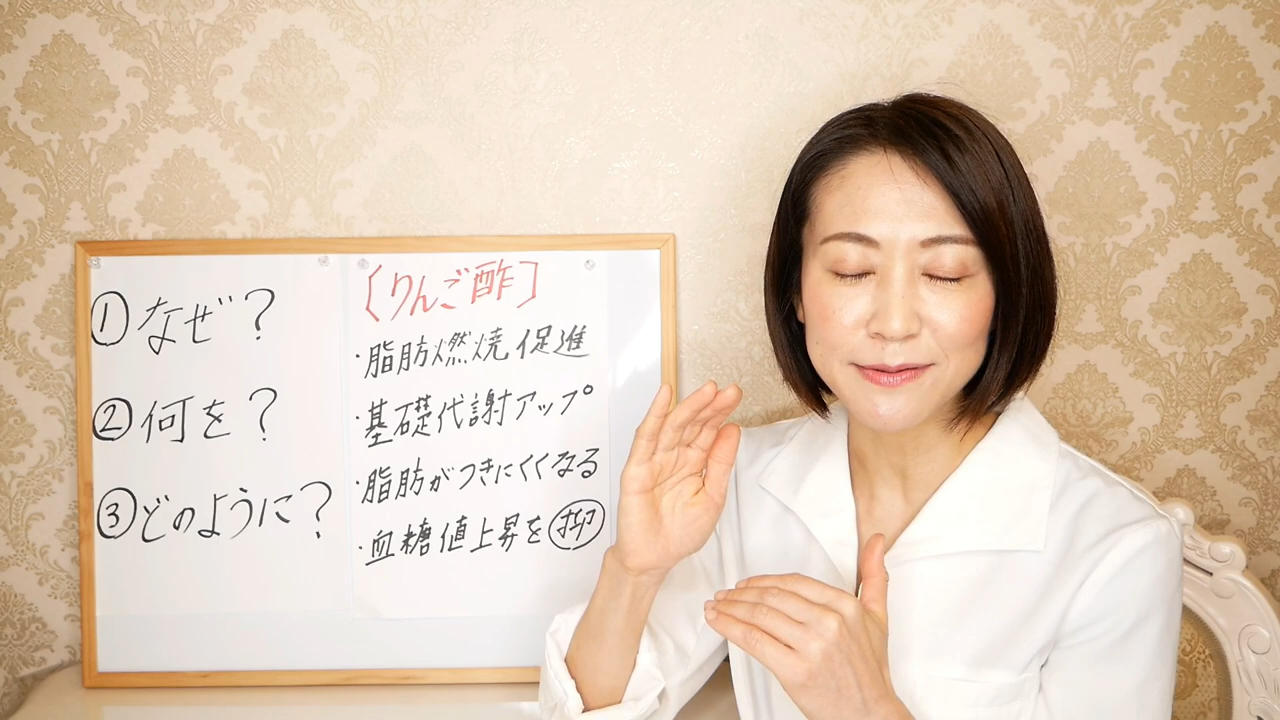 ①なぜ?
②何を?
③どのように?
[りんご酢]
・脂肪燃焼促進
・基礎代謝アップ
・脂肪がつきにくくなる
・血糖値上昇を抑